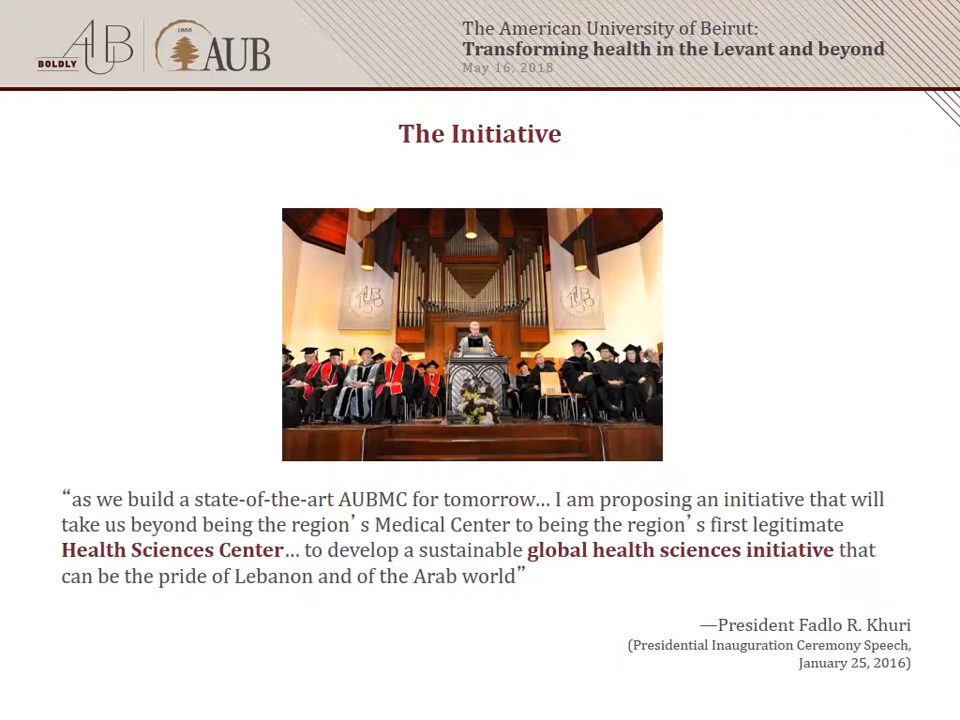 AUB
BOLDLY
AUB
The American University of Beirut:
Transforming health in the Levant and beyond
May 16, 2018
The Initiative
AUB
150
AUB
150
“as we build a state-of-the-art AUBMC for tomorrow… I am proposing an initiative that will
take us beyond being the region’s Medical Center to being the region’s first legitimate
Health Sciences Center… to develop a sustainable global health sciences initiative that
can be the pride of Lebanon and of the Arab world”
—President Fadlo R. Khuri
(Presidential Inauguration Ceremony Speech,
January 25, 2016)